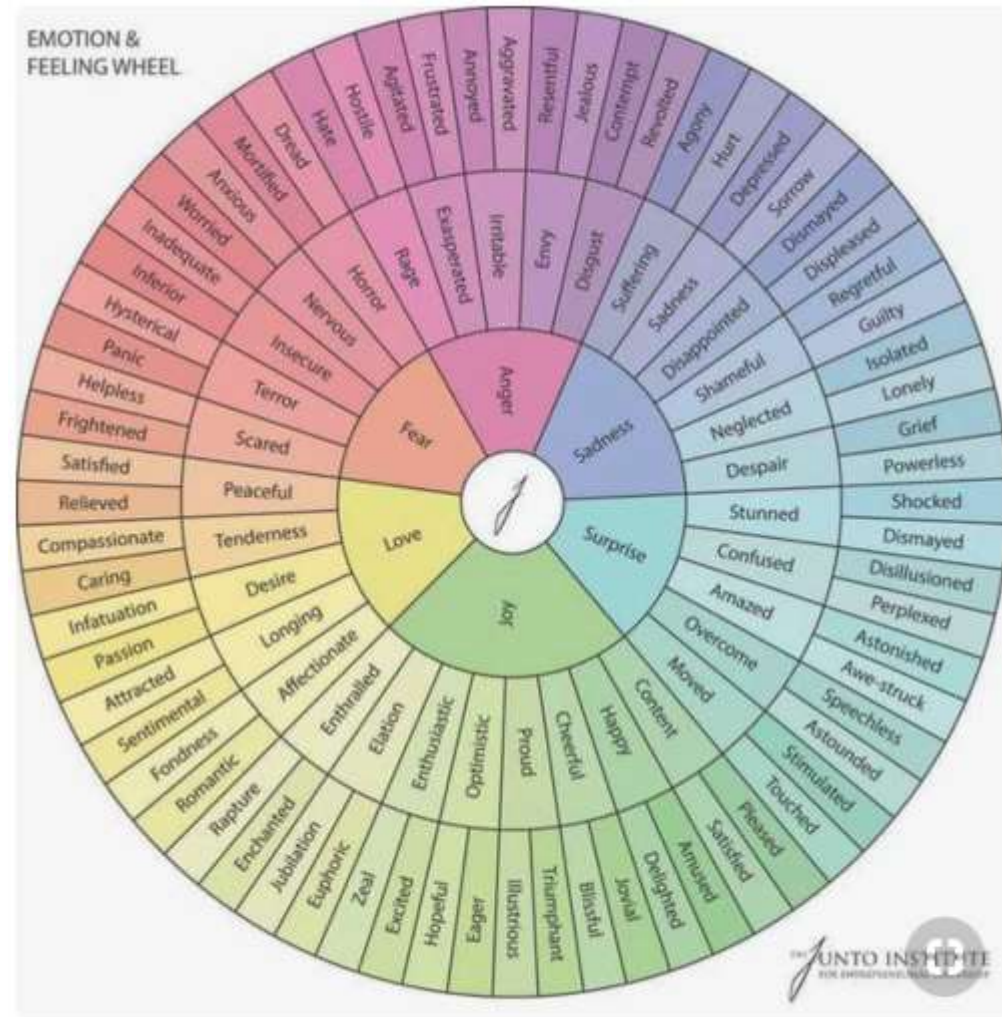 EMOTION &
FEELING WHEEL
Anger
Sadness
Surprise
Joy
Love
Fear
Rage
Exasperated
Irritable
Envy
Disgust
Suffering
Sadness
Disappointed
Shameful
Neglected
Despair
Stunned
Confused
Amazed
Overcome
Moved
Content
Happy
Cheerful
Proud
Optimistic
Enthusiastic
Elation
Enthralled
Affectionate
Longing
Desire
Tenderness
Peaceful
Scared
Terror
Insecure
Nervous
Horror
Hate
Hostile
Agitated
Frustrated
Annoyed
Aggravated
Resentful
Jealous
Contempt
Revolted
Agony
Hurt
Depressed
Sorrow
Dismayed
Displeased
Regretful
Guilty
Isolated
Lonely
Grief
Powerless
Shocked
Dismayed
Disillusioned
Perplexed
Astonished
Awe-struck
Speechless
Astounded
Stimulated
Touched
Pleased
Satisfied
Amused
Delighted
Jovial
Blissful
Triumphant
Illustrious
Eager
Hopeful
Excited
Zeal
Euphoric
Jubilation
Enchanted
Rapture
Romantic
Fondness
Sentimental
Attracted
Passion
Infatuation
Caring
Compassionate
Relieved
Satisfied
Frightened
Helpless
Panic
Hysterical
Inferior
Inadequate
Worried
Anxious
Mortified
Dread
THE JUNTO
FOR ENTREPRENEURIAL